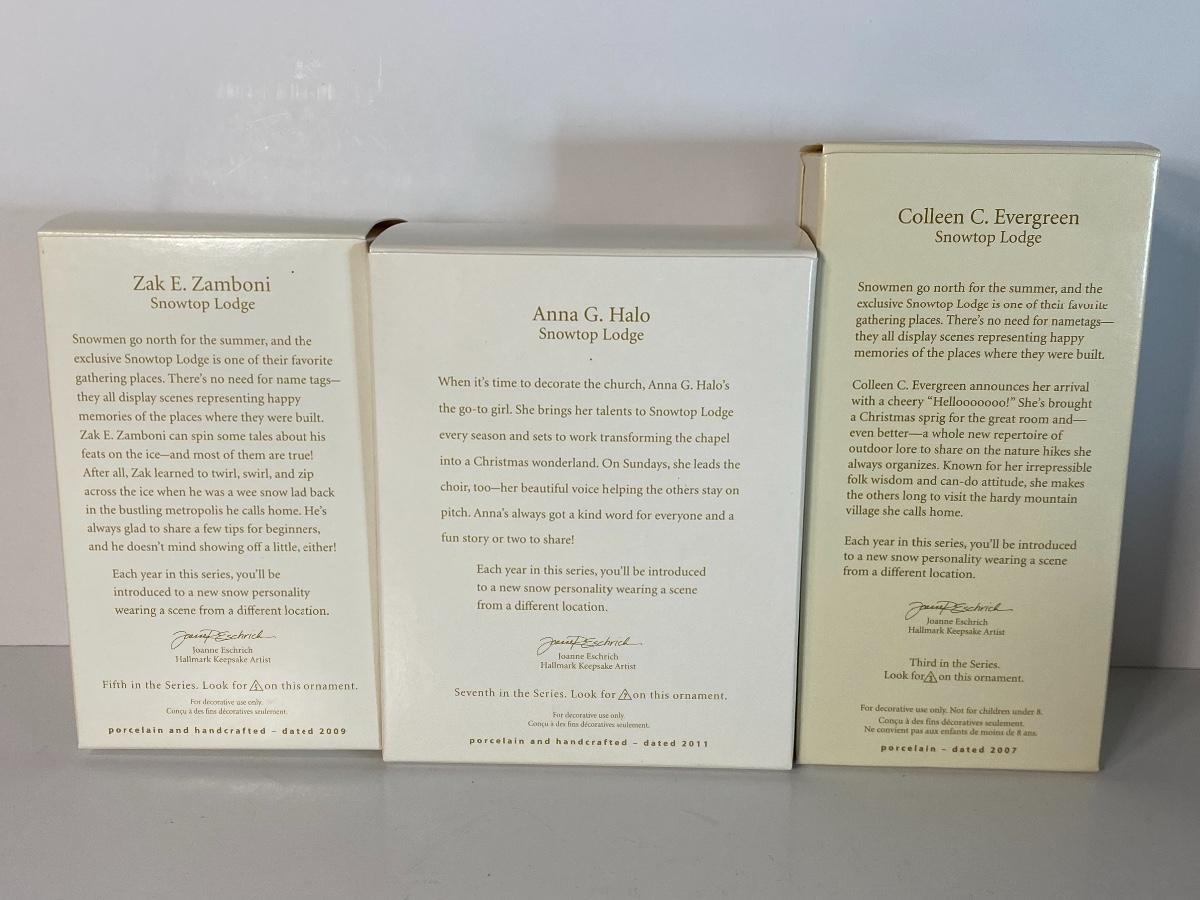 Zak E. Zamboni
Snowtop Lodge
Snowmen go north for the summer, and the
exclusive Snowtop Lodge is one of their favorite
gathering places. There's no need for name tags—
they all display scenes representing happy
memories of the places where they were built.
Zak E. Zamboni can spin some tales about his
feats on the ice—and most of them are true!
After all, Zak learned to twirl, swirl, and zip
across the ice when he was a wee snow lad back
in the bustling metropolis he calls home. He's
always glad to share a few tips for beginners,
and he doesn't mind showing off a little, either!
Each year in this series, you'll be
introduced to a new snow personality
wearing a scene from a different location.
Joanne Eschrich
Joanne Eschrich
Hallmark Keepsake Artist
Fifth in the Series. Look for 5 on this ornament.
For decorative use only.
Conçu à des fins décoratives seulement.
porcelain and handcrafted – dated 2009
Anna G. Halo
Snowtop Lodge
When it's time to decorate the church, Anna G. Halo's
the go-to girl. She brings her talents to Snowtop Lodge
every season and sets to work transforming the chapel
into a Christmas wonderland. On Sundays, she leads the
choir, too—her beautiful voice helping the others stay on
pitch. Anna's always got a kind word for everyone and a
fun story or two to share!
Each year in this series, you'll be introduced
to a new snow personality wearing a scene
from a different location.
Joanne Eschrich
Joanne Eschrich
Hallmark Keepsake Artist
Seventh in the Series. Look for 7 on this ornament.
For decorative use only.
Conçu à des fins décoratives seulement.
porcelain and handcrafted – dated 2011
Colleen C. Evergreen
Snowtop Lodge
Snowmen go north for the summer, and the
exclusive Snowtop Lodge is one of their favorite
gathering places. There's no need for nametags—
they all display scenes representing happy
memories of the places where they were built.
Colleen C. Evergreen announces her arrival
with a cheery "Hellooooooo!" She's brought
a Christmas sprig for the great room and—
even better—a whole new repertoire of
outdoor lore to share on the nature hikes she
always organizes. Known for her irrepressible
folk wisdom and can-do attitude, she makes
the others long to visit the hardy mountain
village she calls home.
Each year in this series, you'll be introduced
to a new snow personality wearing a scene
from a different location.
Joanne Eschrich
Joanne Eschrich
Hallmark Keepsake Artist
Third in the Series.
Look for 3 on this ornament.
For decorative use only. Not for children under 8.
Conçu à des fins décoratives seulement.
Ne convient pas aux enfants de moins de 8 ans.
porcelain – dated 2007